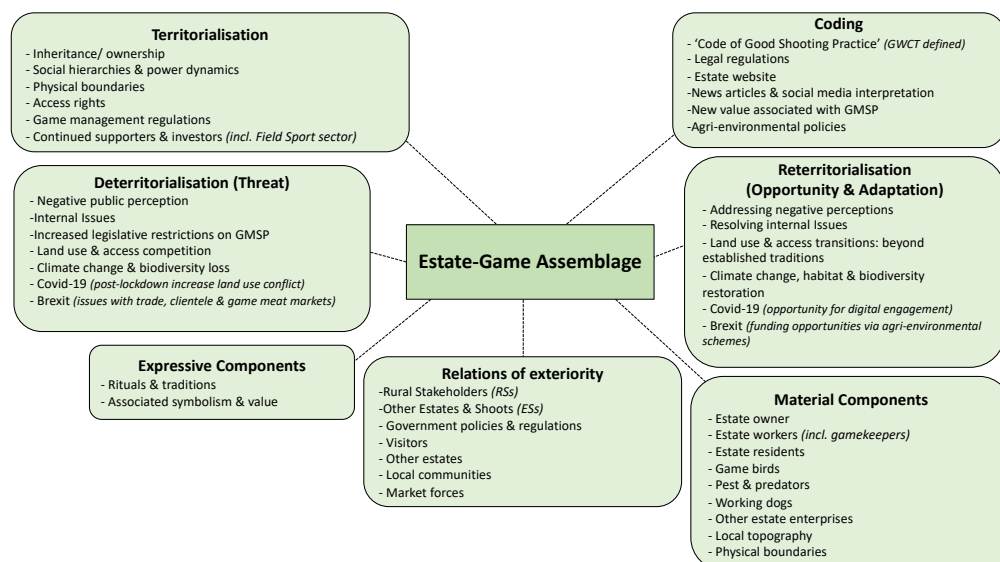 Territorialisation
- Inheritance/ ownership
- Social hierarchies & power dynamics
- Physical boundaries
- Access rights
- Game management regulations
- Continued supporters & investors (incl. Field Sport sector)
Coding
- ‘Code of Good Shooting Practice’ (GWCT defined)
- Legal regulations
- Estate website
-News articles & social media interpretation
-New value associated with GMSP
-Agri-environmental policies
Deterritorialisation (Threat)
- Negative public perception
-Internal Issues
-Increased legislative restrictions on GMSP
- Land use & access competition
- Climate change & biodiversity loss
- Covid-19 (post-lockdown increase land use conflict)
- Brexit (issues with trade, clientele & game meat markets)
Estate-Game Assemblage
Reterritorialisation
(Opportunity & Adaptation)
- Addressing negative perceptions
- Resolving internal Issues
- Land use & access transitions: beyond
established traditions
- Climate change, habitat & biodiversity
restoration
- Covid-19 (opportunity for digital engagement)
- Brexit (funding opportunities via agri-environmental
schemes)
Expressive Components
- Rituals & traditions
- Associated symbolism & value
Relations of exteriority
-Rural Stakeholders (RSs)
-Other Estates & Shoots (ESs)
- Government policies & regulations
- Visitors
- Other estates
- Local communities
- Market forces
Material Components
- Estate owner
- Estate workers (incl. gamekeepers)
- Estate residents
- Game birds
- Pest & predators
- Working dogs
- Other estate enterprises
- Local topography
- Physical boundaries